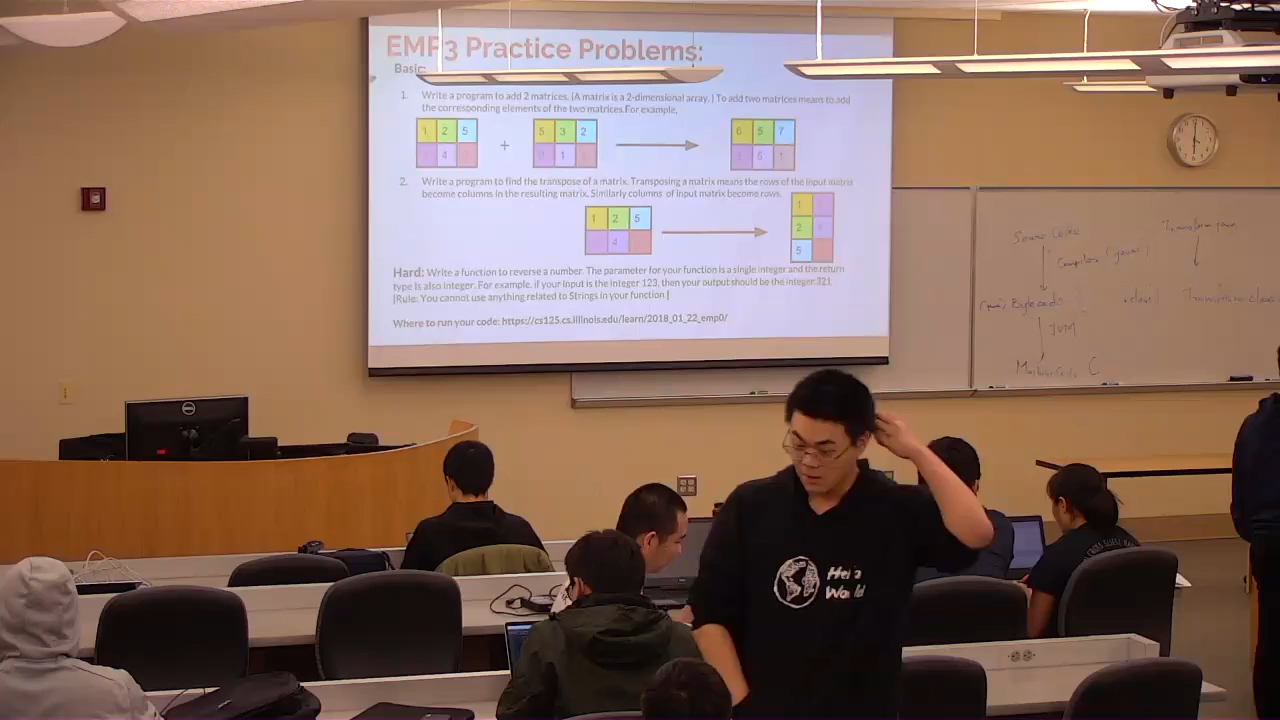 EMP3 Practice Problems:
Basic:
1. Write a program to add 2 matrices. [A matrix is a 2-dimensional array. ] To add two matrices means to add
the corresponding elements of the two matrices.For example,
1 2 5 + 5 3 2 6 5 7
4 1 5
2. Write a program to find the transpose of a matrix. Transposing a matrix means the rows of the input matrix
become columns in the resulting matrix. Similarly columns of input matrix become rows.
1 2 5 1
4 2
5
Hard: Write a function to reverse a number. The parameter for your function is a single integer and the return
type is also integer. For example, if your input is the integer 123, then your output should be the integer 321.
[Rule: You cannot use anything related to Strings in your function ]
Where to run your code: https://cs125.cs.illinois.edu/learn/2018_01_22_emp0/
Source Code
Compiler
Bytecode
JVM
DELL
Hello
World